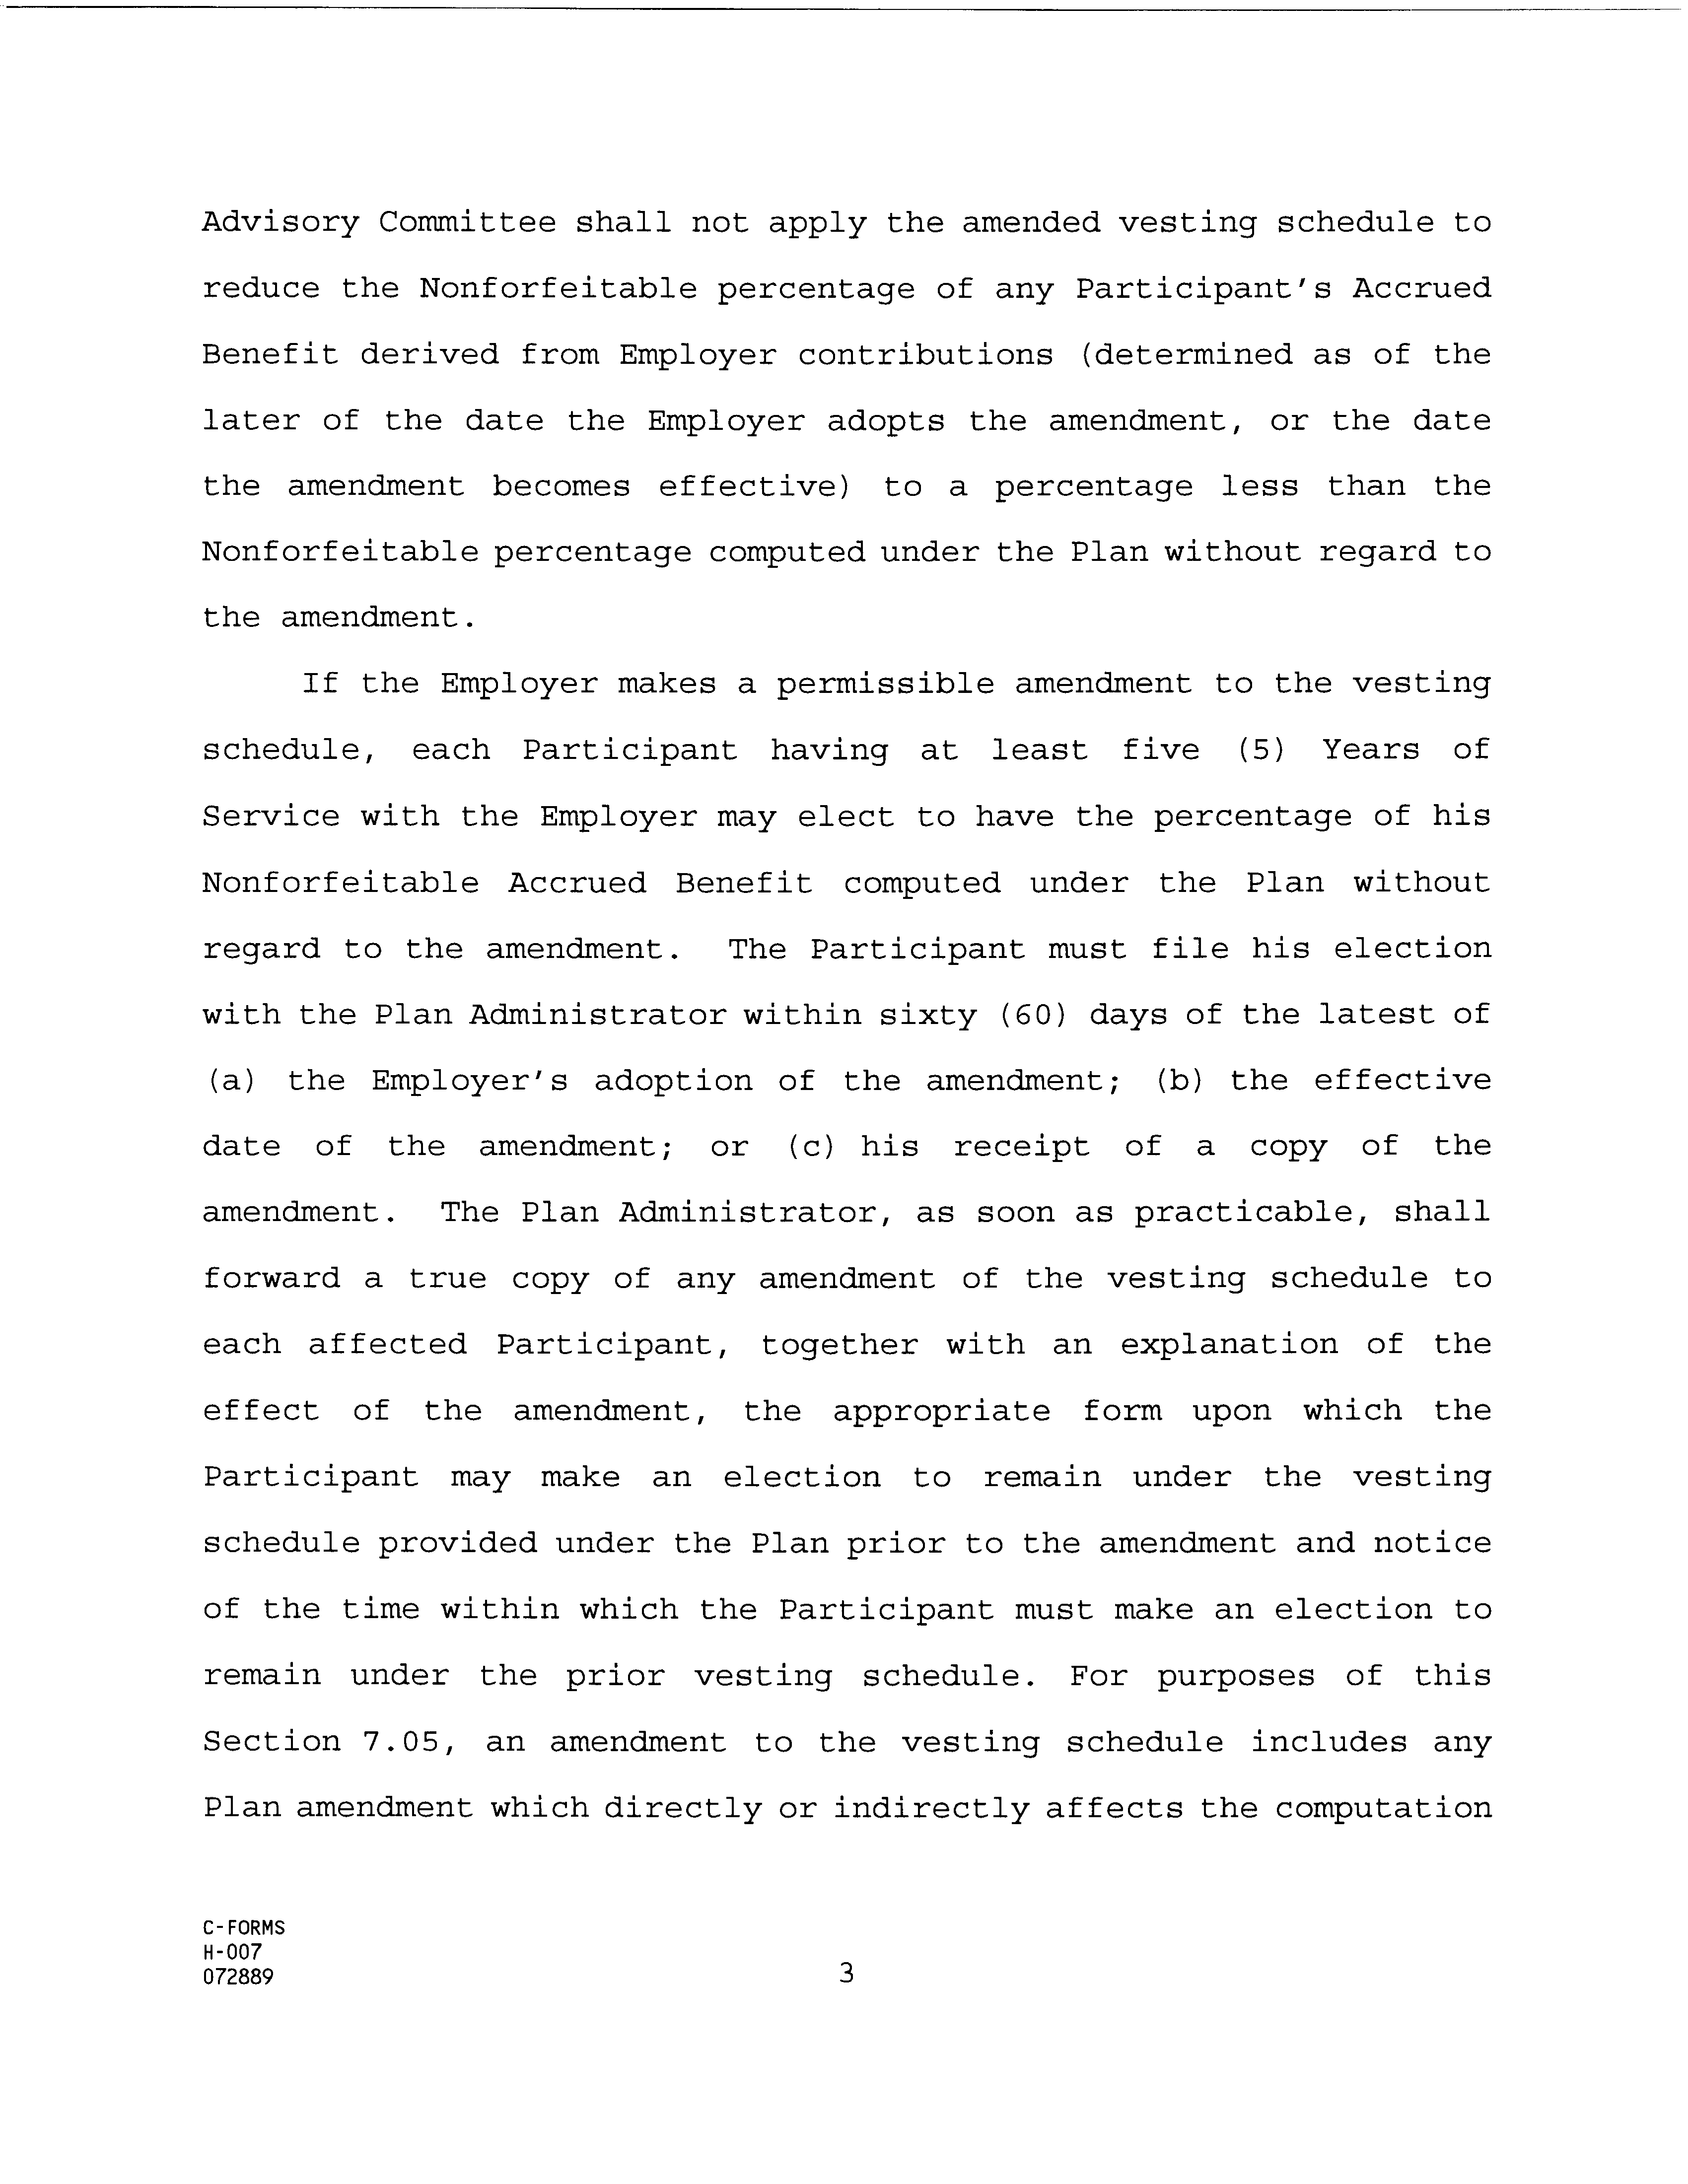 Advisory Committee shall not apply the amended vesting schedule to
reduce the Nonforfeitable percentage of any Participant's Accrued
Benefit derived from Employer contributions (determined as of the
later of the date the Employer adopts the amendment, or the date
the amendment becomes effective) to a percentage less than the
Nonforfeitable percentage computed under the Plan without regard to
the amendment.
If the Employer makes a permissible amendment to the vesting
schedule, each Participant having at least five (5) Years of
Service with the Employer may elect to have the percentage of his
Nonforfeitable Accrued Benefit computed under the Plan without
regard to the amendment. The Participant must file his election
with the Plan Administrator within sixty (60) days of the latest of
(a) the Employer's adoption of the amendment; (b) the effective
date of the amendment; or (c) his receipt of a copy of the
amendment. The Plan Administrator, as soon as practicable, shall
forward a true copy of any amendment of the vesting schedule to
each affected Participant, together with an explanation of the
effect of the amendment, the appropriate form upon which the
Participant may make an election to remain under the vesting
schedule provided under the Plan prior to the amendment and notice
of the time within which the Participant must make an election to
remain under the prior vesting schedule. For purposes of this
Section 7.05, an amendment to the vesting schedule includes any
Plan amendment which directly or indirectly affects the computation
C-FORMS
H-007
072889
3